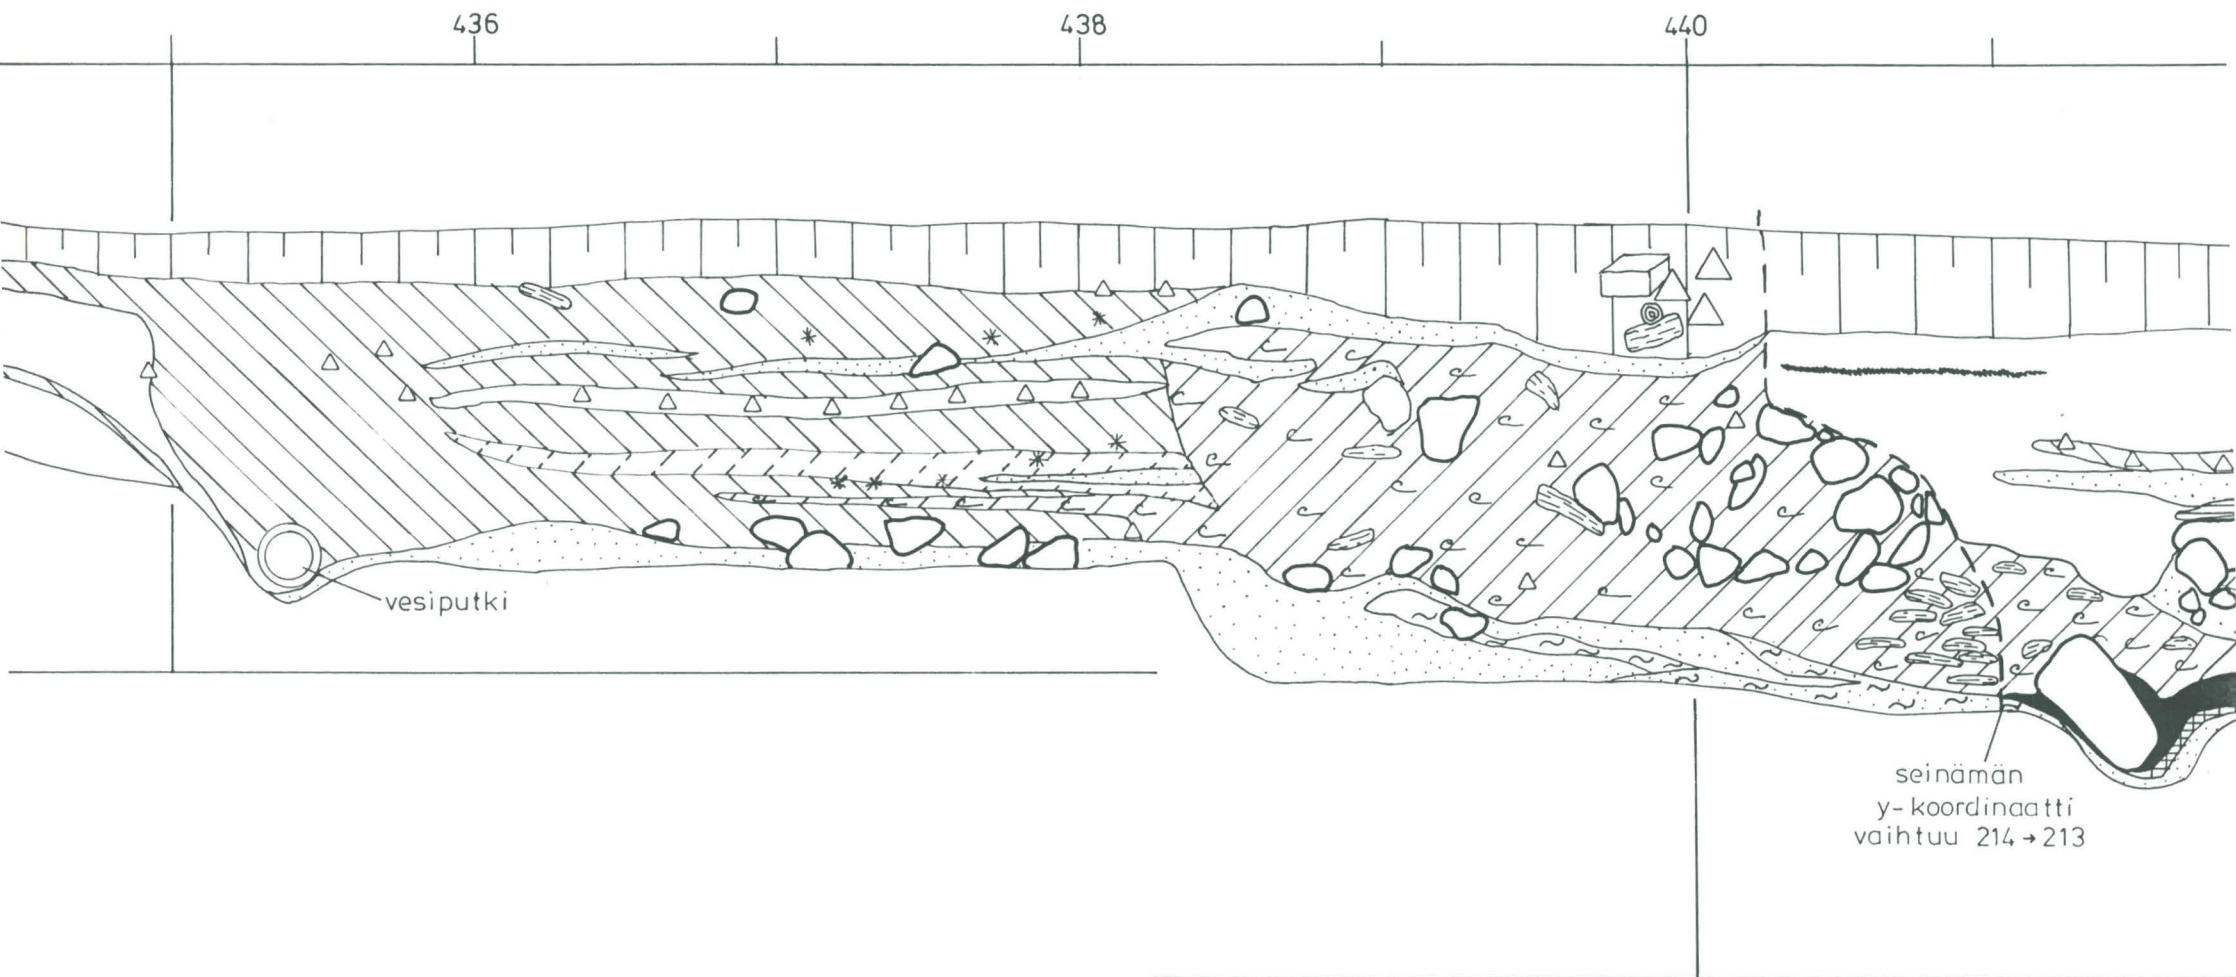 436 438 440
vesiputki
seinämän
y-koordinaatti
vaihtuu 214→213